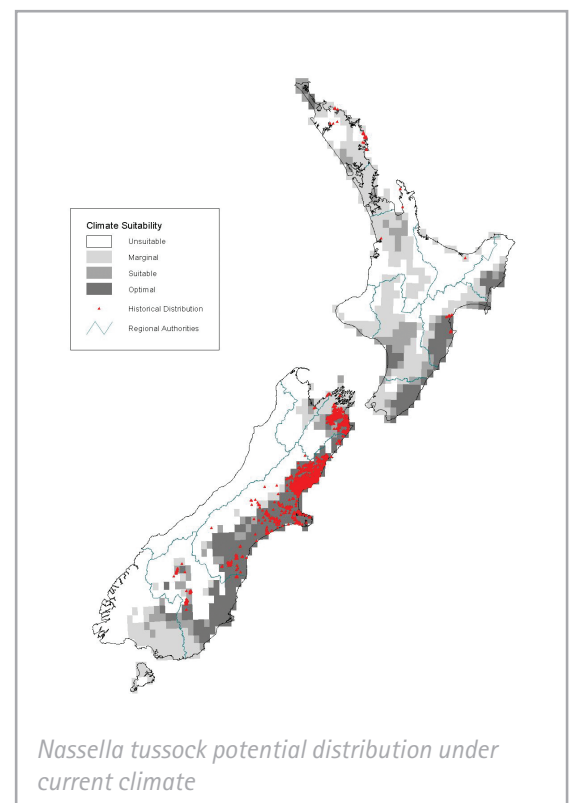 Climate Suitability
Unsuitable
Marginal
Suitable
Optimal
Historical Distribution
Regional Authorities
Nassella tussock potential distribution under
current climate